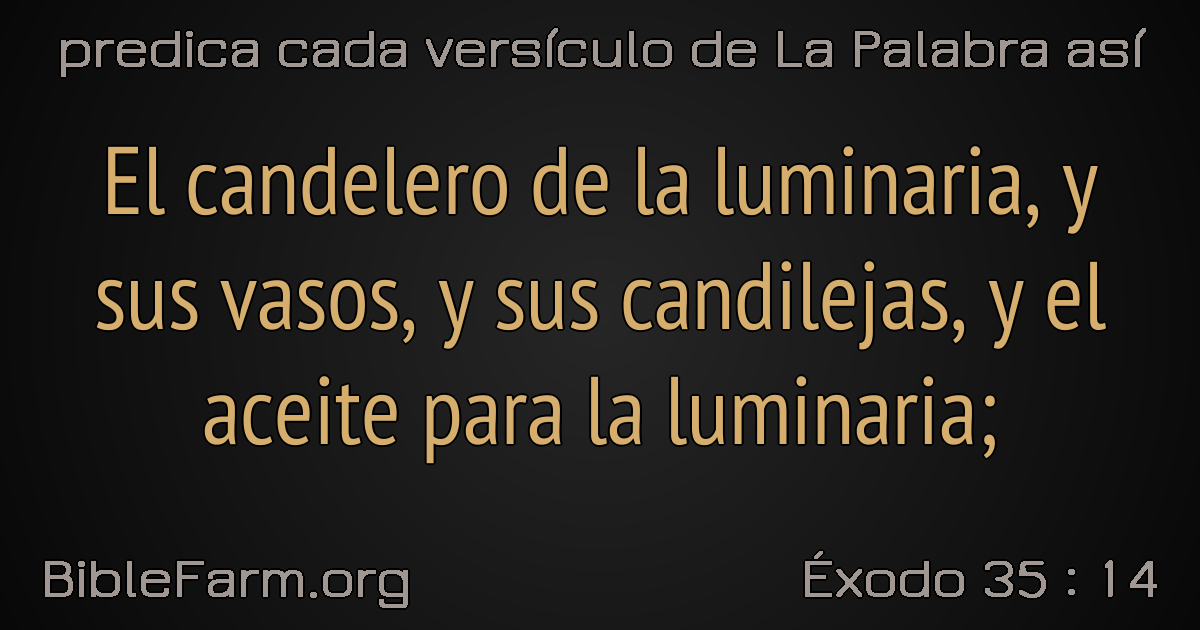 predica cada versículo de La Palabra así
El candelero de la luminaria, y
sus vasos, y sus candilejas, y el
aceite para la luminaria;
BibleFarm.org
Éxodo 35 : 14